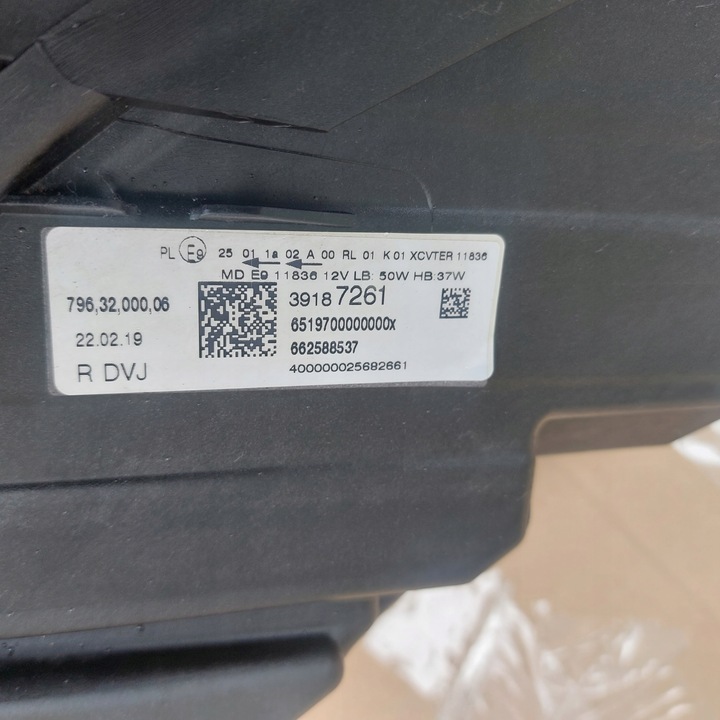 PL E9 25 01 1a 02 A 00 RL 01 K 01 XCVTER 11836
MD E9 11836 12V LB: 50W HB:37W
796,32,000,06
3918 7261
22.02.19
6519700000000x
662588537
R DVJ
400000025682661